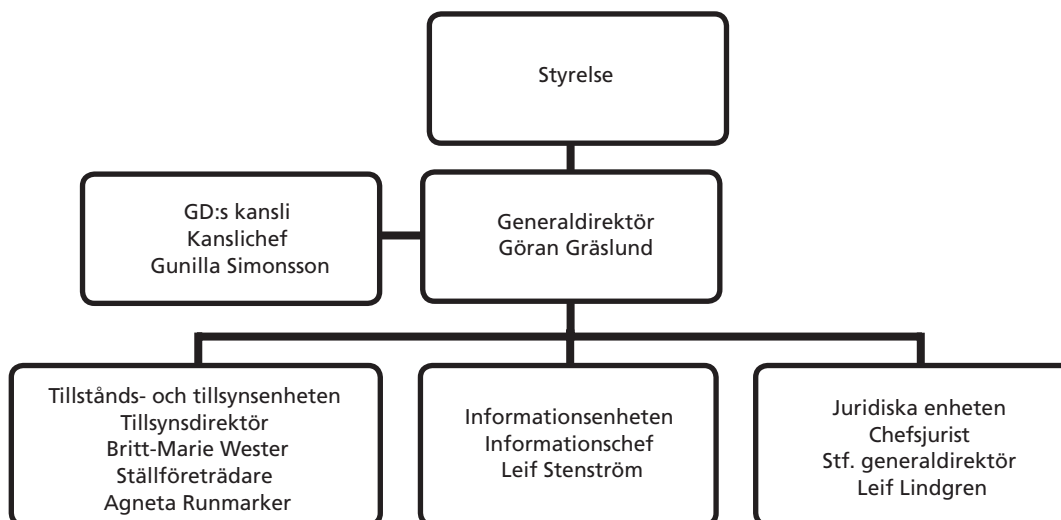 Styrelse
GD:s kansli
Kanslichef
Gunilla Simonsson
Generaldirektör
Göran Gräslund
Tillstånds- och tillsynsenheten
Tillsynsdirektör
Britt-Marie Wester
Ställföreträdare
Agneta Runmarker
Informationsenheten
Informationschef
Leif Stenström
Juridiska enheten
Chefsjurist
Stf. generaldirektör
Leif Lindgren